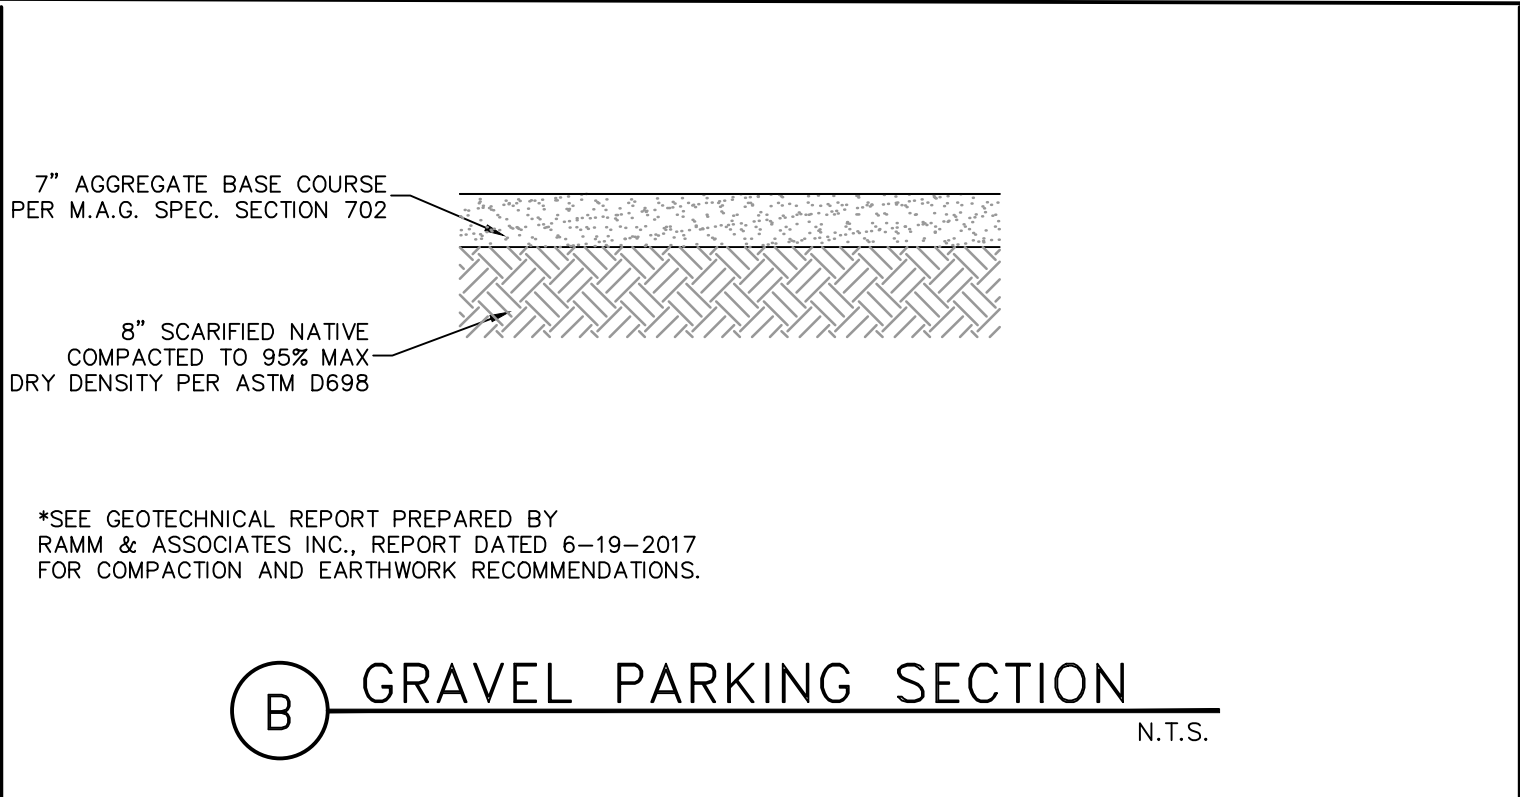 7” AGGREGATE BASE COURSE
PER M.A.G. SPEC. SECTION 702
8” SCARIFIED NATIVE
COMPACTED TO 95% MAX
DRY DENSITY PER ASTM D698
*SEE GEOTECHNICAL REPORT PREPARED BY
RAMM & ASSOCIATES INC., REPORT DATED 6-19-2017
FOR COMPACTION AND EARTHWORK RECOMMENDATIONS.
B GRAVEL PARKING SECTION
N.T.S.